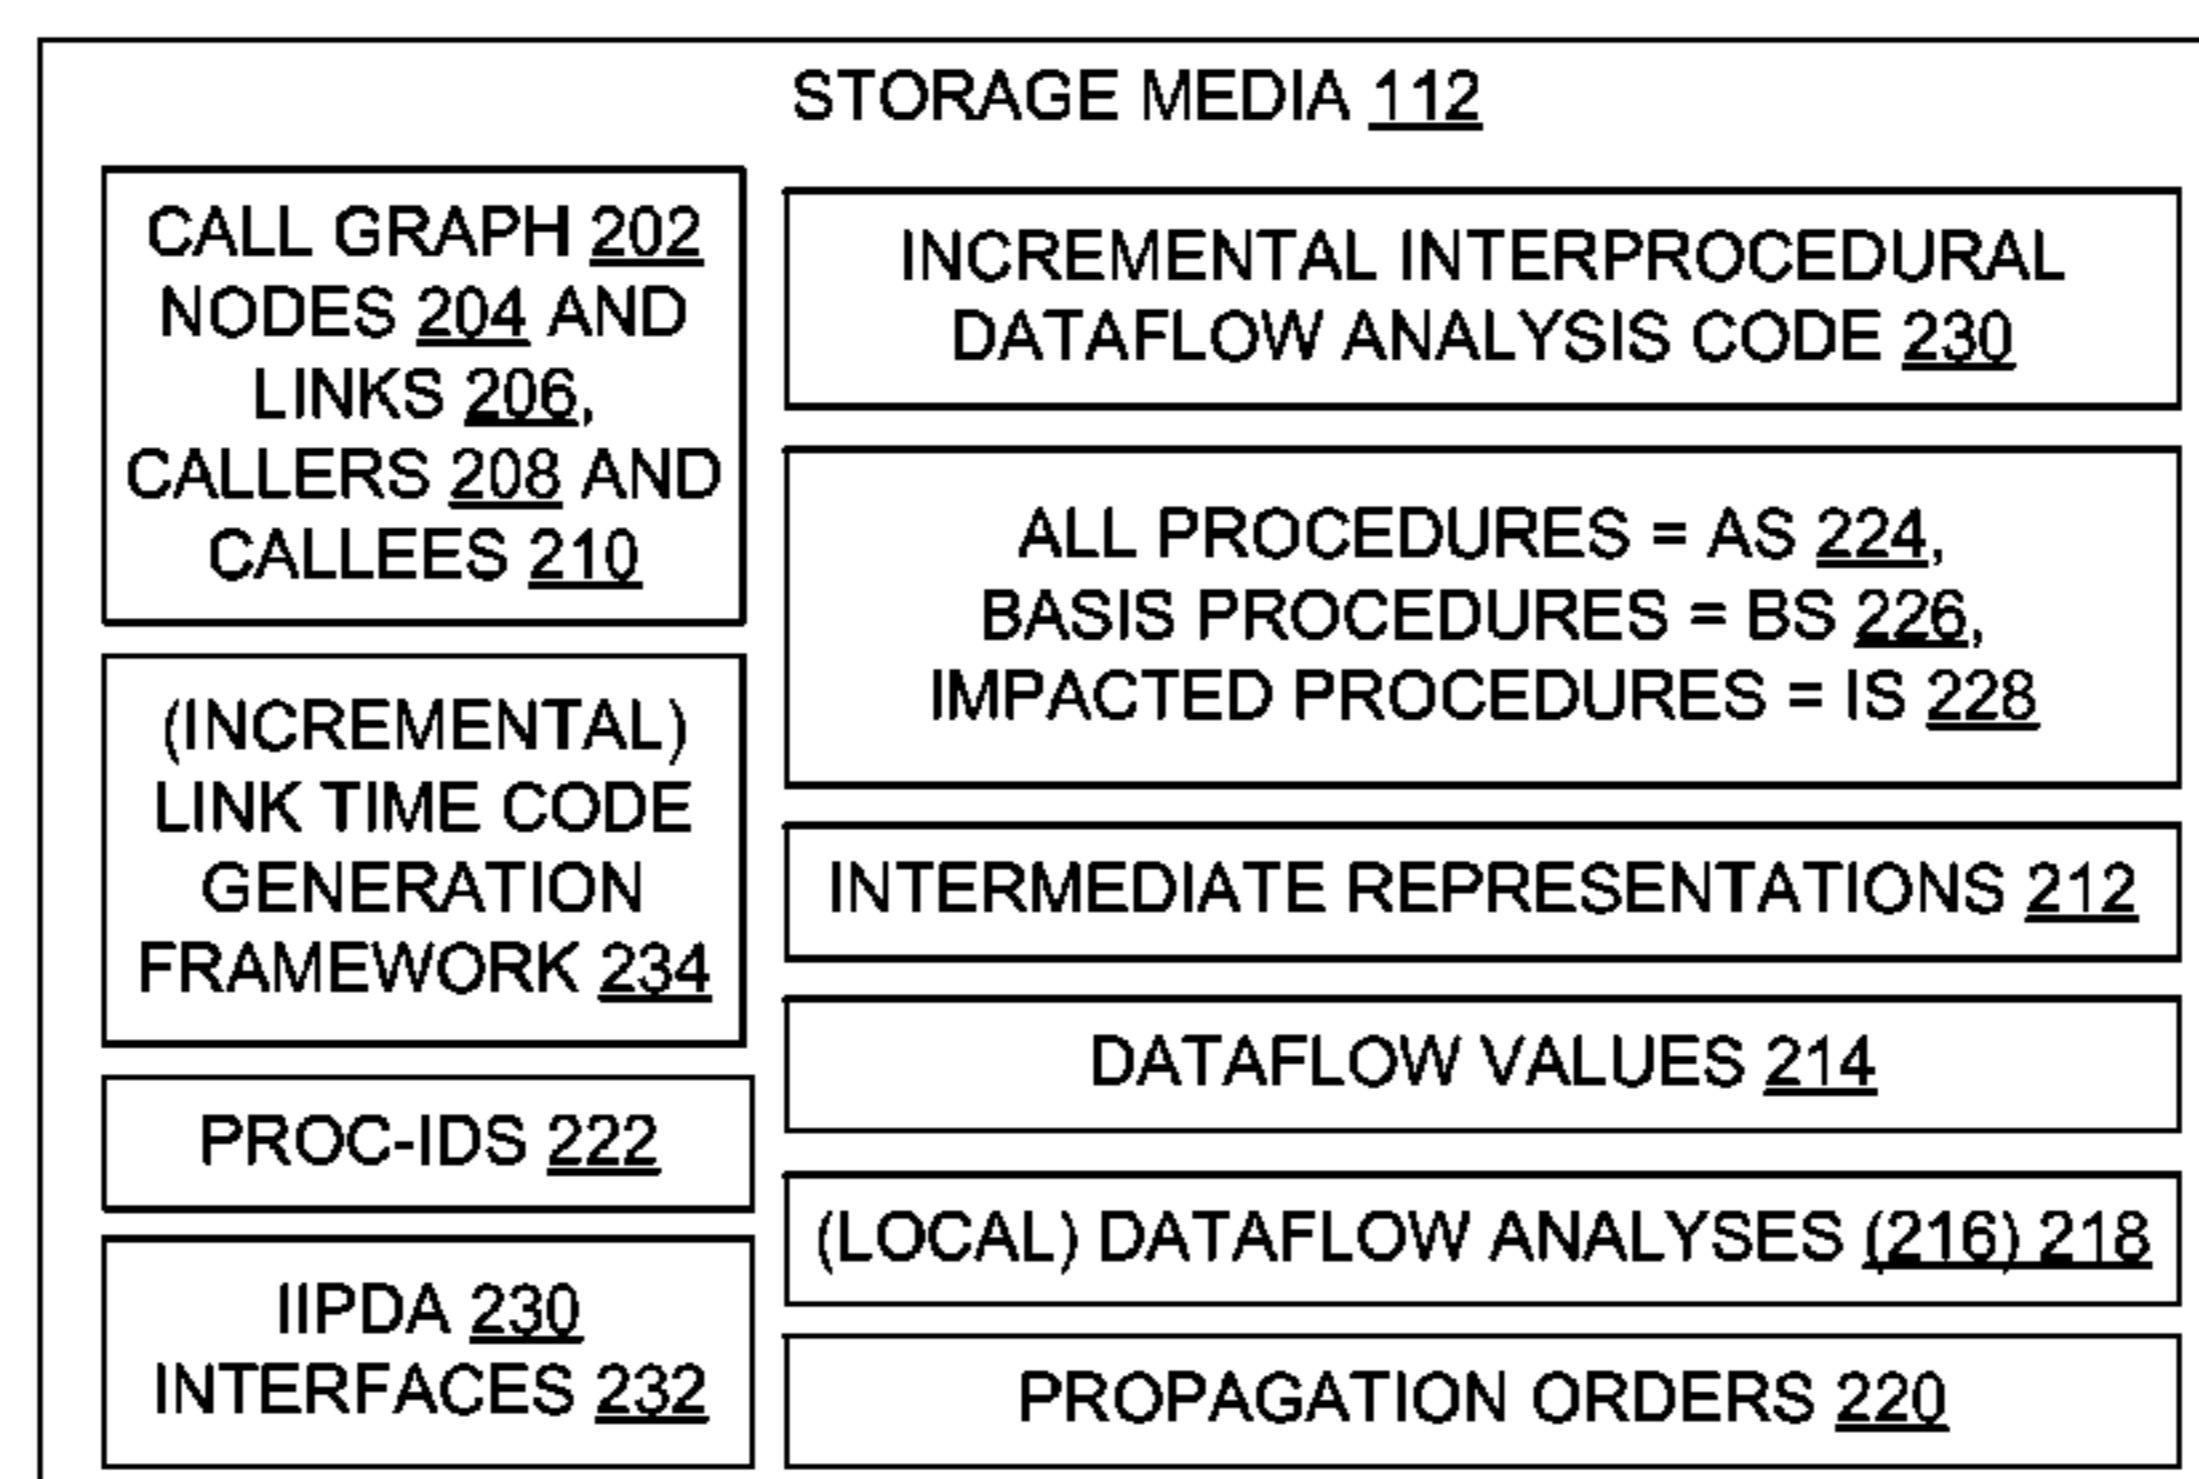 STORAGE MEDIA 112
CALL GRAPH 202
NODES 204 AND
LINKS 206,
CALLERS 208 AND
CALLEES 210
(INCREMENTAL)
LINK TIME CODE
GENERATION
FRAMEWORK 234
PROC-IDS 222
IIPDA 230
INTERFACES 232
INCREMENTAL INTERPROCEDURAL
DATAFLOW ANALYSIS CODE 230
ALL PROCEDURES = AS 224,
BASIS PROCEDURES = BS 226,
IMPACTED PROCEDURES = IS 228
INTERMEDIATE REPRESENTATIONS 212
DATAFLOW VALUES 214
(LOCAL) DATAFLOW ANALYSES (216) 218
PROPAGATION ORDERS 220